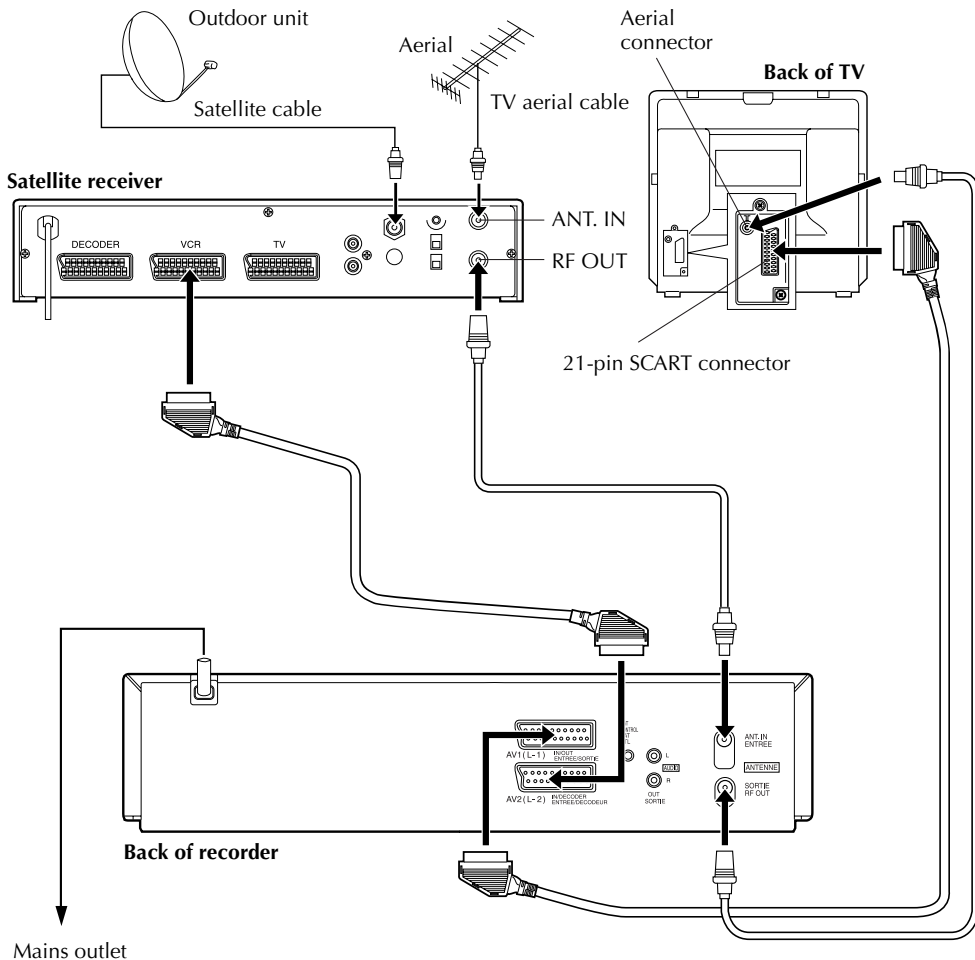 Outdoor unit
Aerial
Aerial
connector
Back of TV
Satellite cable
TV aerial cable
Satellite receiver
ANT. IN
DECODER
VCR
TV
RF OUT
21-pin SCART connector
AV1 (L-1) IN/OUT
ENTREE/SORTIE
AV2 (L-2) IN/DECODER
ENTREE/DECODEUR
L
AUDIO
R
OUT
SORTIE
ANT. IN
ENTREE
ANTENNE
SORTIE
RF OUT
Back of recorder
Mains outlet